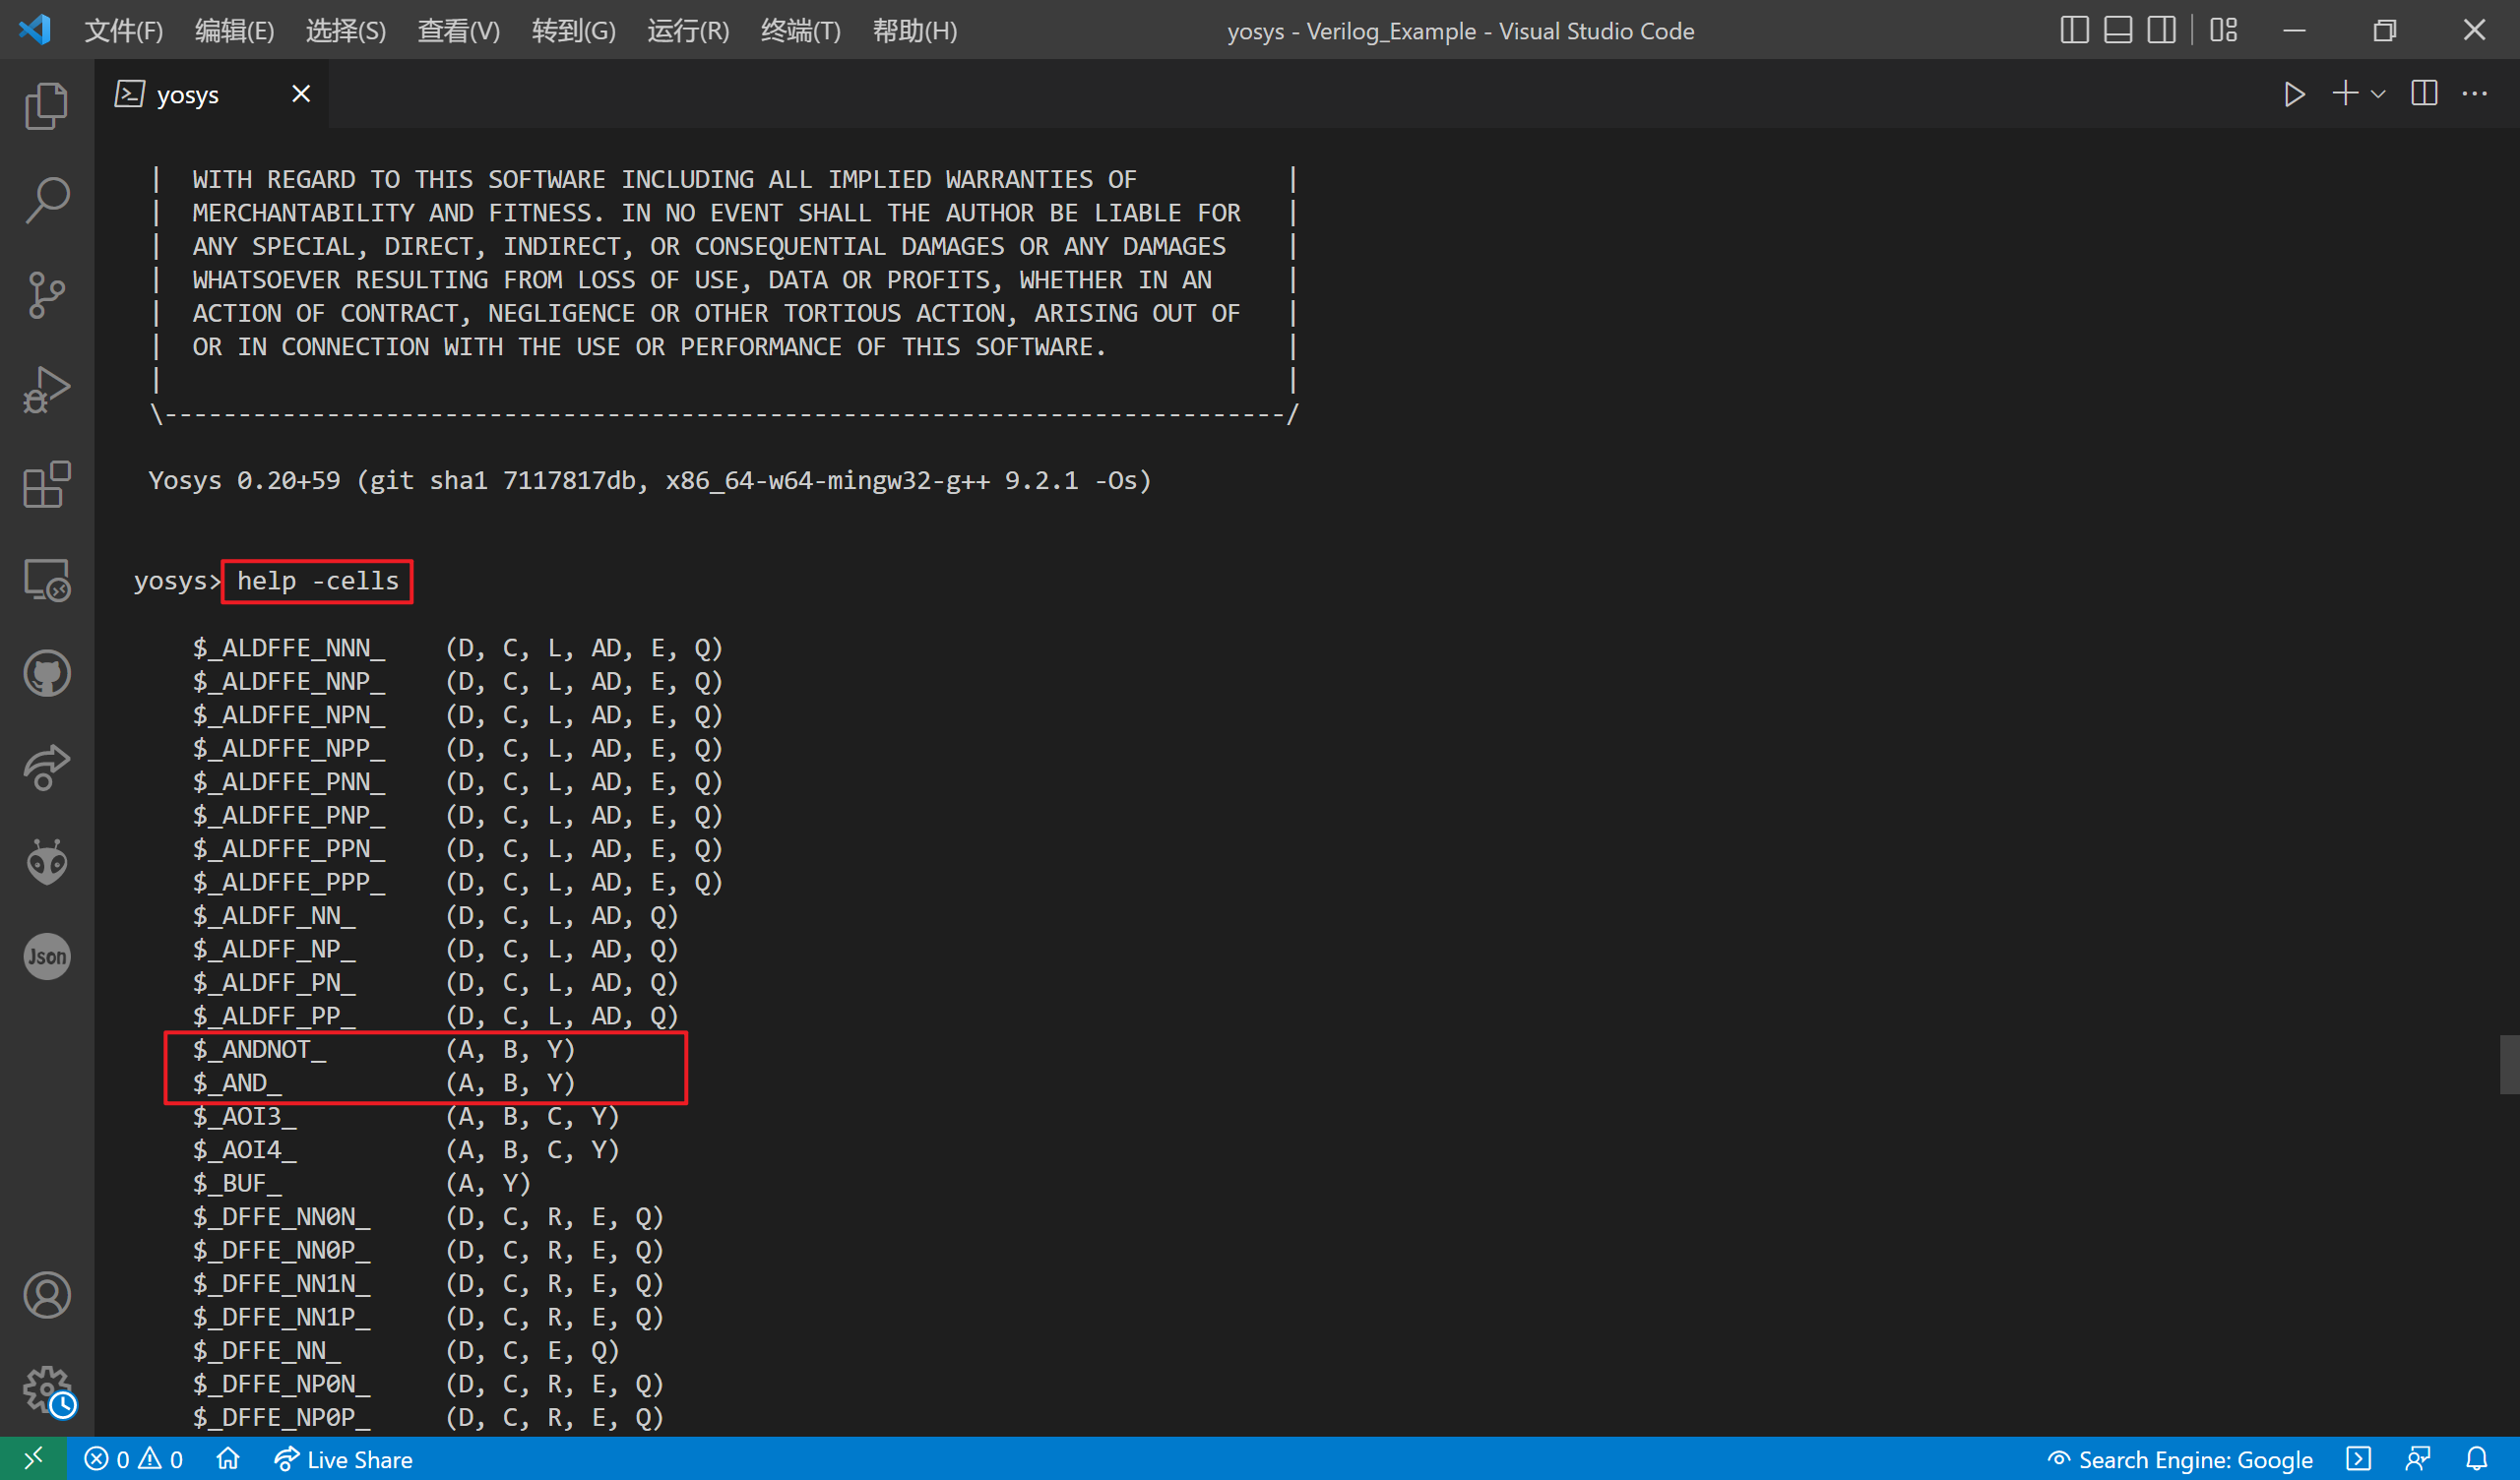 文件(F) 编辑(E) 选择(S) 查看(V) 转到(G) 运行(R) 终端(T) 帮助(H) yosys - Verilog_Example - Visual Studio Code
yosys
| WITH REGARD TO THIS SOFTWARE INCLUDING ALL IMPLIED WARRANTIES OF |
| MERCHANTABILITY AND FITNESS. IN NO EVENT SHALL THE AUTHOR BE LIABLE FOR |
| ANY SPECIAL, DIRECT, INDIRECT, OR CONSEQUENTIAL DAMAGES OR ANY DAMAGES |
| WHATSOEVER RESULTING FROM LOSS OF USE, DATA OR PROFITS, WHETHER IN AN |
| ACTION OF CONTRACT, NEGLIGENCE OR OTHER TORTIOUS ACTION, ARISING OUT OF |
| OR IN CONNECTION WITH THE USE OR PERFORMANCE OF THIS SOFTWARE. |
| |
\----------------------------------------------------------------------------/
Yosys 0.20+59 (git sha1 7117817db, x86_64-w64-mingw32-g++ 9.2.1 -Os)
yosys> help -cells
$_ALDFFE_NNN_ (D, C, L, AD, E, Q)
$_ALDFFE_NNP_ (D, C, L, AD, E, Q)
$_ALDFFE_NPN_ (D, C, L, AD, E, Q)
$_ALDFFE_NPP_ (D, C, L, AD, E, Q)
$_ALDFFE_PNN_ (D, C, L, AD, E, Q)
$_ALDFFE_PNP_ (D, C, L, AD, E, Q)
$_ALDFFE_PPN_ (D, C, L, AD, E, Q)
$_ALDFFE_PPP_ (D, C, L, AD, E, Q)
$_ALDFF_NN_ (D, C, L, AD, Q)
$_ALDFF_NP_ (D, C, L, AD, Q)
$_ALDFF_PN_ (D, C, L, AD, Q)
$_ALDFF_PP_ (D, C, L, AD, Q)
$_ANDNOT_ (A, B, Y)
$_AND_ (A, B, Y)
$_AOI3_ (A, B, C, Y)
$_AOI4_ (A, B, C, Y)
$_BUF_ (A, Y)
$_DFFE_NN0N_ (D, C, R, E, Q)
$_DFFE_NN0P_ (D, C, R, E, Q)
$_DFFE_NN1N_ (D, C, R, E, Q)
$_DFFE_NN1P_ (D, C, R, E, Q)
$_DFFE_NN_ (D, C, E, Q)
$_DFFE_NP0N_ (D, C, R, E, Q)
$_DFFE_NP0P_ (D, C, R, E, Q)
Json
0 0 Live Share Search Engine: Google